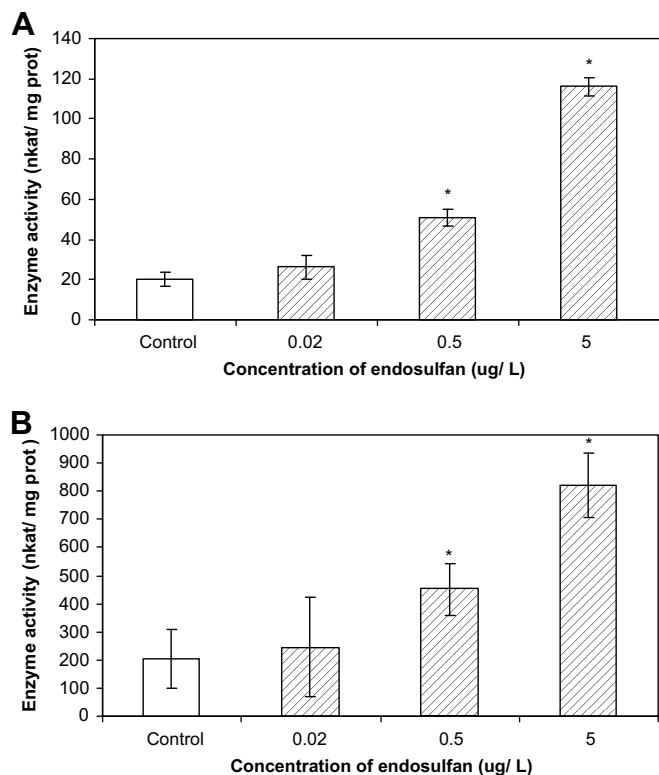 A
140
120
100
80
60
40
20
0
Enzyme activity (nkat/ mg prot)
*
*
Control 0.02 0.5 5
Concentration of endosulfan (ug/ L)
B
1000
900
800
700
600
500
400
300
200
100
0
Enzyme activity (nkat/ mg prot )
*
*
Control 0.02 0.5 5
Concentration of endosulfan (ug/ L)